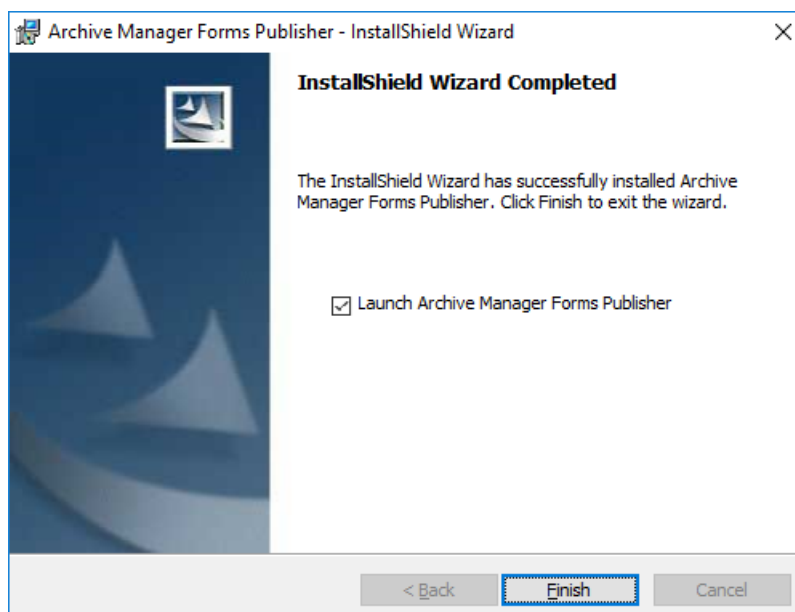 Archive Manager Forms Publisher - InstallShield Wizard
InstallShield Wizard Completed
The InstallShield Wizard has successfully installed Archive
Manager Forms Publisher. Click Finish to exit the wizard.
Launch Archive Manager Forms Publisher
< Back Finish Cancel